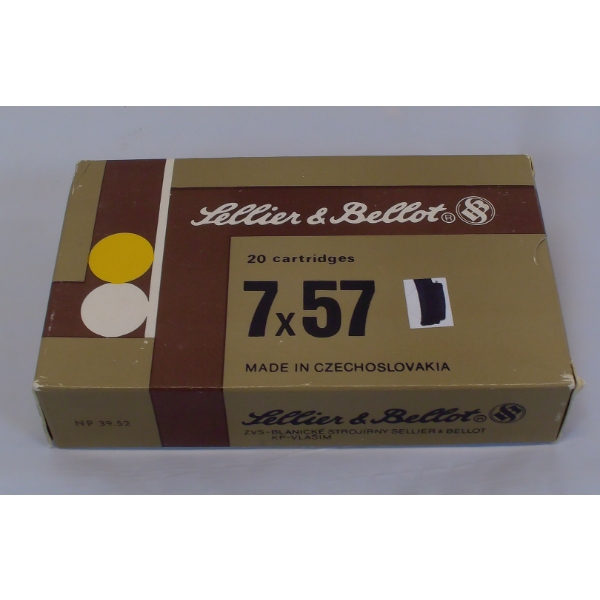 Sellier & Bellot®
20 cartridges
7x57
MADE IN CZECHOSLOVAKIA
Sellier & Bellot®
NP 39.52
ZVS-BLANICKÉ STROJÍRNY SELLIER & BELLOT
KP-VLAŠIM